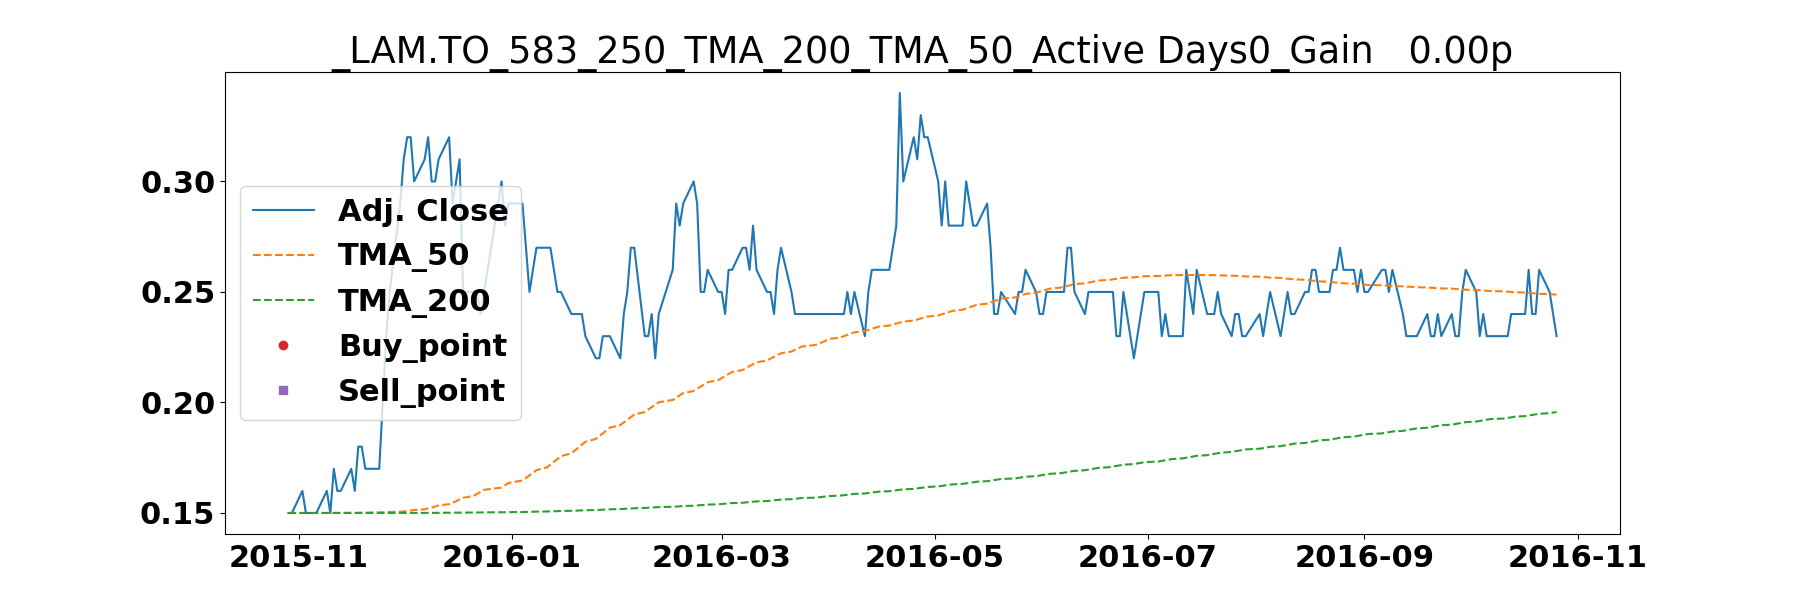 _LAM.TO_583_250_TMA_200_TMA_50_Active Days0_Gain   0.00p
0.30
0.25
0.20
0.15
Adj. Close
TMA_50
TMA_200
Buy_point
Sell_point
2015-11 2016-01 2016-03 2016-05 2016-07 2016-09 2016-11